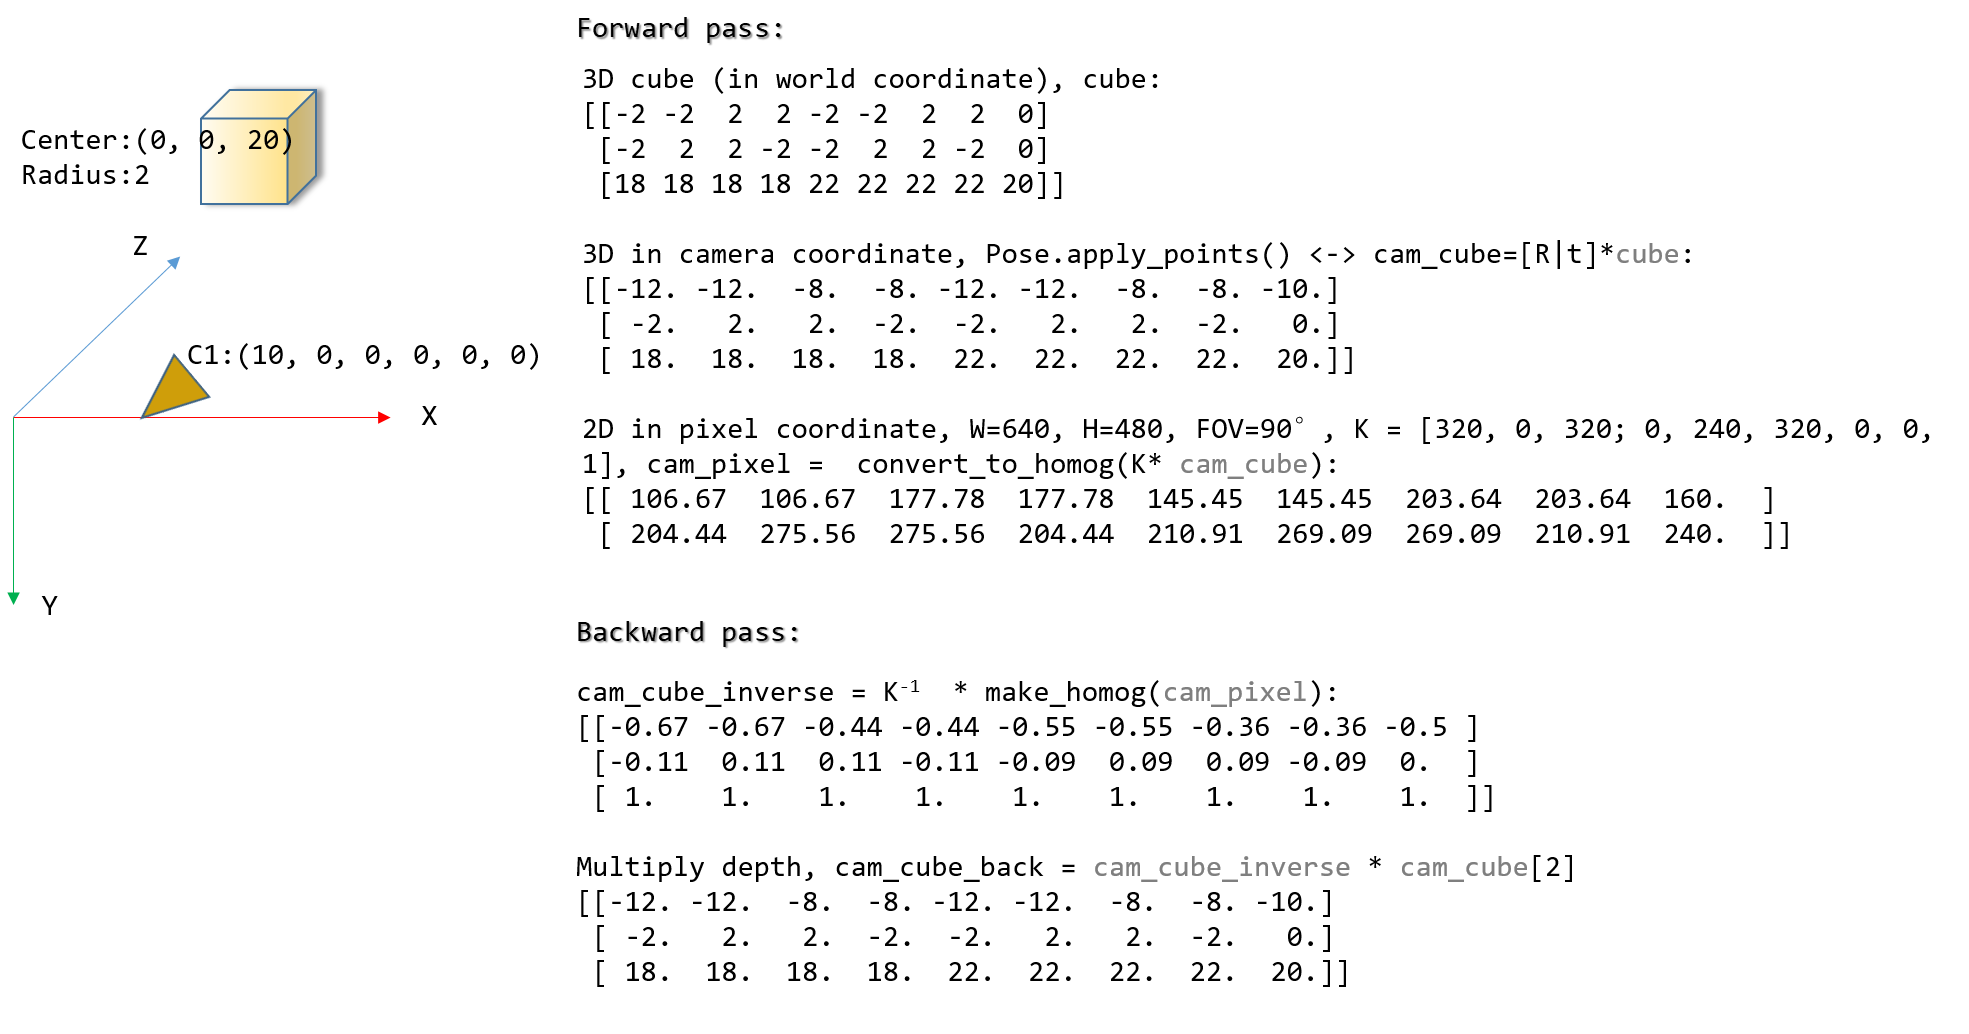 Forward pass:
3D cube (in world coordinate), cube:
[[-2 -2  2  2 -2 -2  2  2  0]
 [-2  2  2 -2 -2  2  2 -2  0]
 [18 18 18 18 22 22 22 22 20]]
Center:(0, 0, 20)
Radius:2
Z
C1:(10, 0, 0, 0, 0, 0)
X
Y
3D in camera coordinate, Pose.apply_points() <-> cam_cube=[R|t]*cube:
[[-12. -12.  -8.  -8. -12. -12.  -8.  -8. -10.]
 [ -2.   2.   2.  -2.  -2.   2.   2.  -2.   0.]
 [ 18.  18.  18.  18.  22.  22.  22.  22.  20.]]
2D in pixel coordinate, W=640, H=480, FOV=90° , K = [320, 0, 320; 0, 240, 320, 0, 0,
1], cam_pixel =  convert_to_homog(K* cam_cube):
[[ 106.67  106.67  177.78  177.78  145.45  145.45  203.64  203.64  160.  ]
 [ 204.44  275.56  275.56  204.44  210.91  269.09  269.09  210.91  240.  ]]
Backward pass:
cam_cube_inverse = K⁻¹  * make_homog(cam_pixel):
[[-0.67 -0.67 -0.44 -0.44 -0.55 -0.55 -0.36 -0.36 -0.5 ]
 [-0.11  0.11  0.11 -0.11 -0.09  0.09  0.09 -0.09  0.  ]
 [ 1.    1.    1.    1.    1.    1.    1.    1.    1.  ]]
Multiply depth, cam_cube_back = cam_cube_inverse * cam_cube[2]
[[-12. -12.  -8.  -8. -12. -12.  -8.  -8. -10.]
 [ -2.   2.   2.  -2.  -2.   2.   2.  -2.   0.]
 [ 18.  18.  18.  18.  22.  22.  22.  22.  20.]]